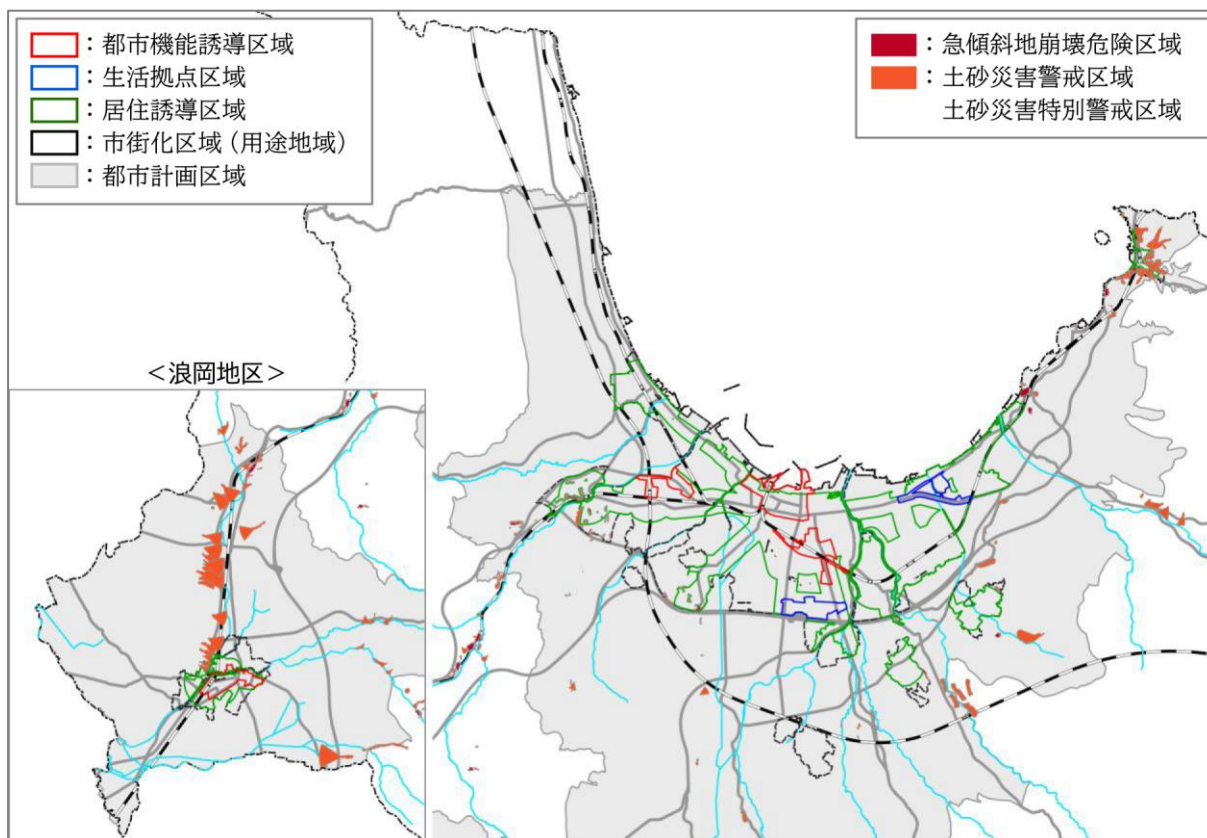 ：都市機能誘導区域
：生活拠点区域
：居住誘導区域
：市街化区域（用途地域）
：都市計画区域
：急傾斜地崩壊危険区域
：土砂災害警戒区域
土砂災害特別警戒区域
＜浪岡地区＞